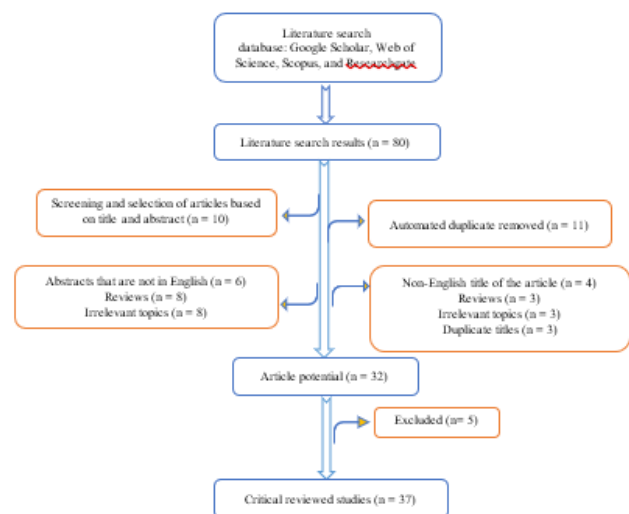 Literature search
database: Google Scholar, Web of
Science, Scopus, and Researchgate
Literature search results (n = 80)
Screening and selection of articles based
on title and abstract (n = 10)
Automated duplicate removed (n = 11)
Abstracts that are not in English (n = 6)
Reviews (n = 8)
Irrelevant topics (n = 8)
Non-English title of the article (n = 4)
Reviews (n = 3)
Irrelevant topics (n = 3)
Duplicate titles (n = 3)
Article potential (n = 32)
Excluded (n= 5)
Critical reviewed studies (n = 37)